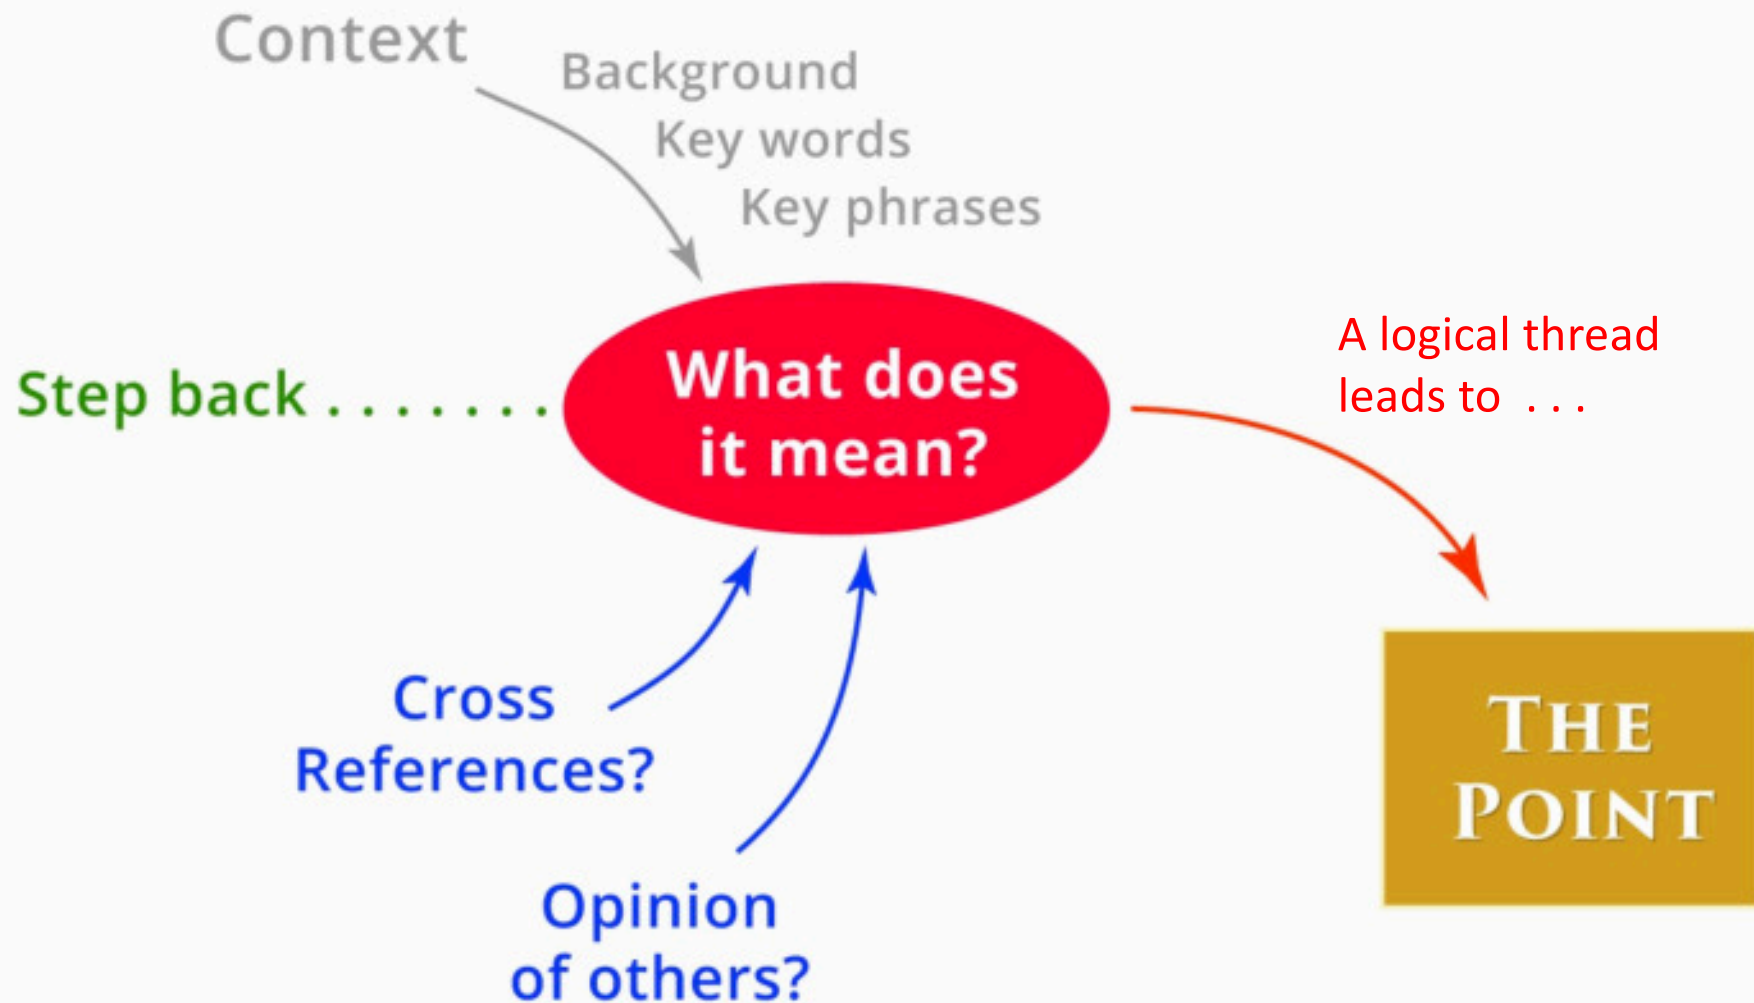 Context
Background
Key words
Key phrases
Step back . . . . . . .
What does
it mean?
A logical thread
leads to . . .
Cross
References?
Opinion
of others?
THE
POINT